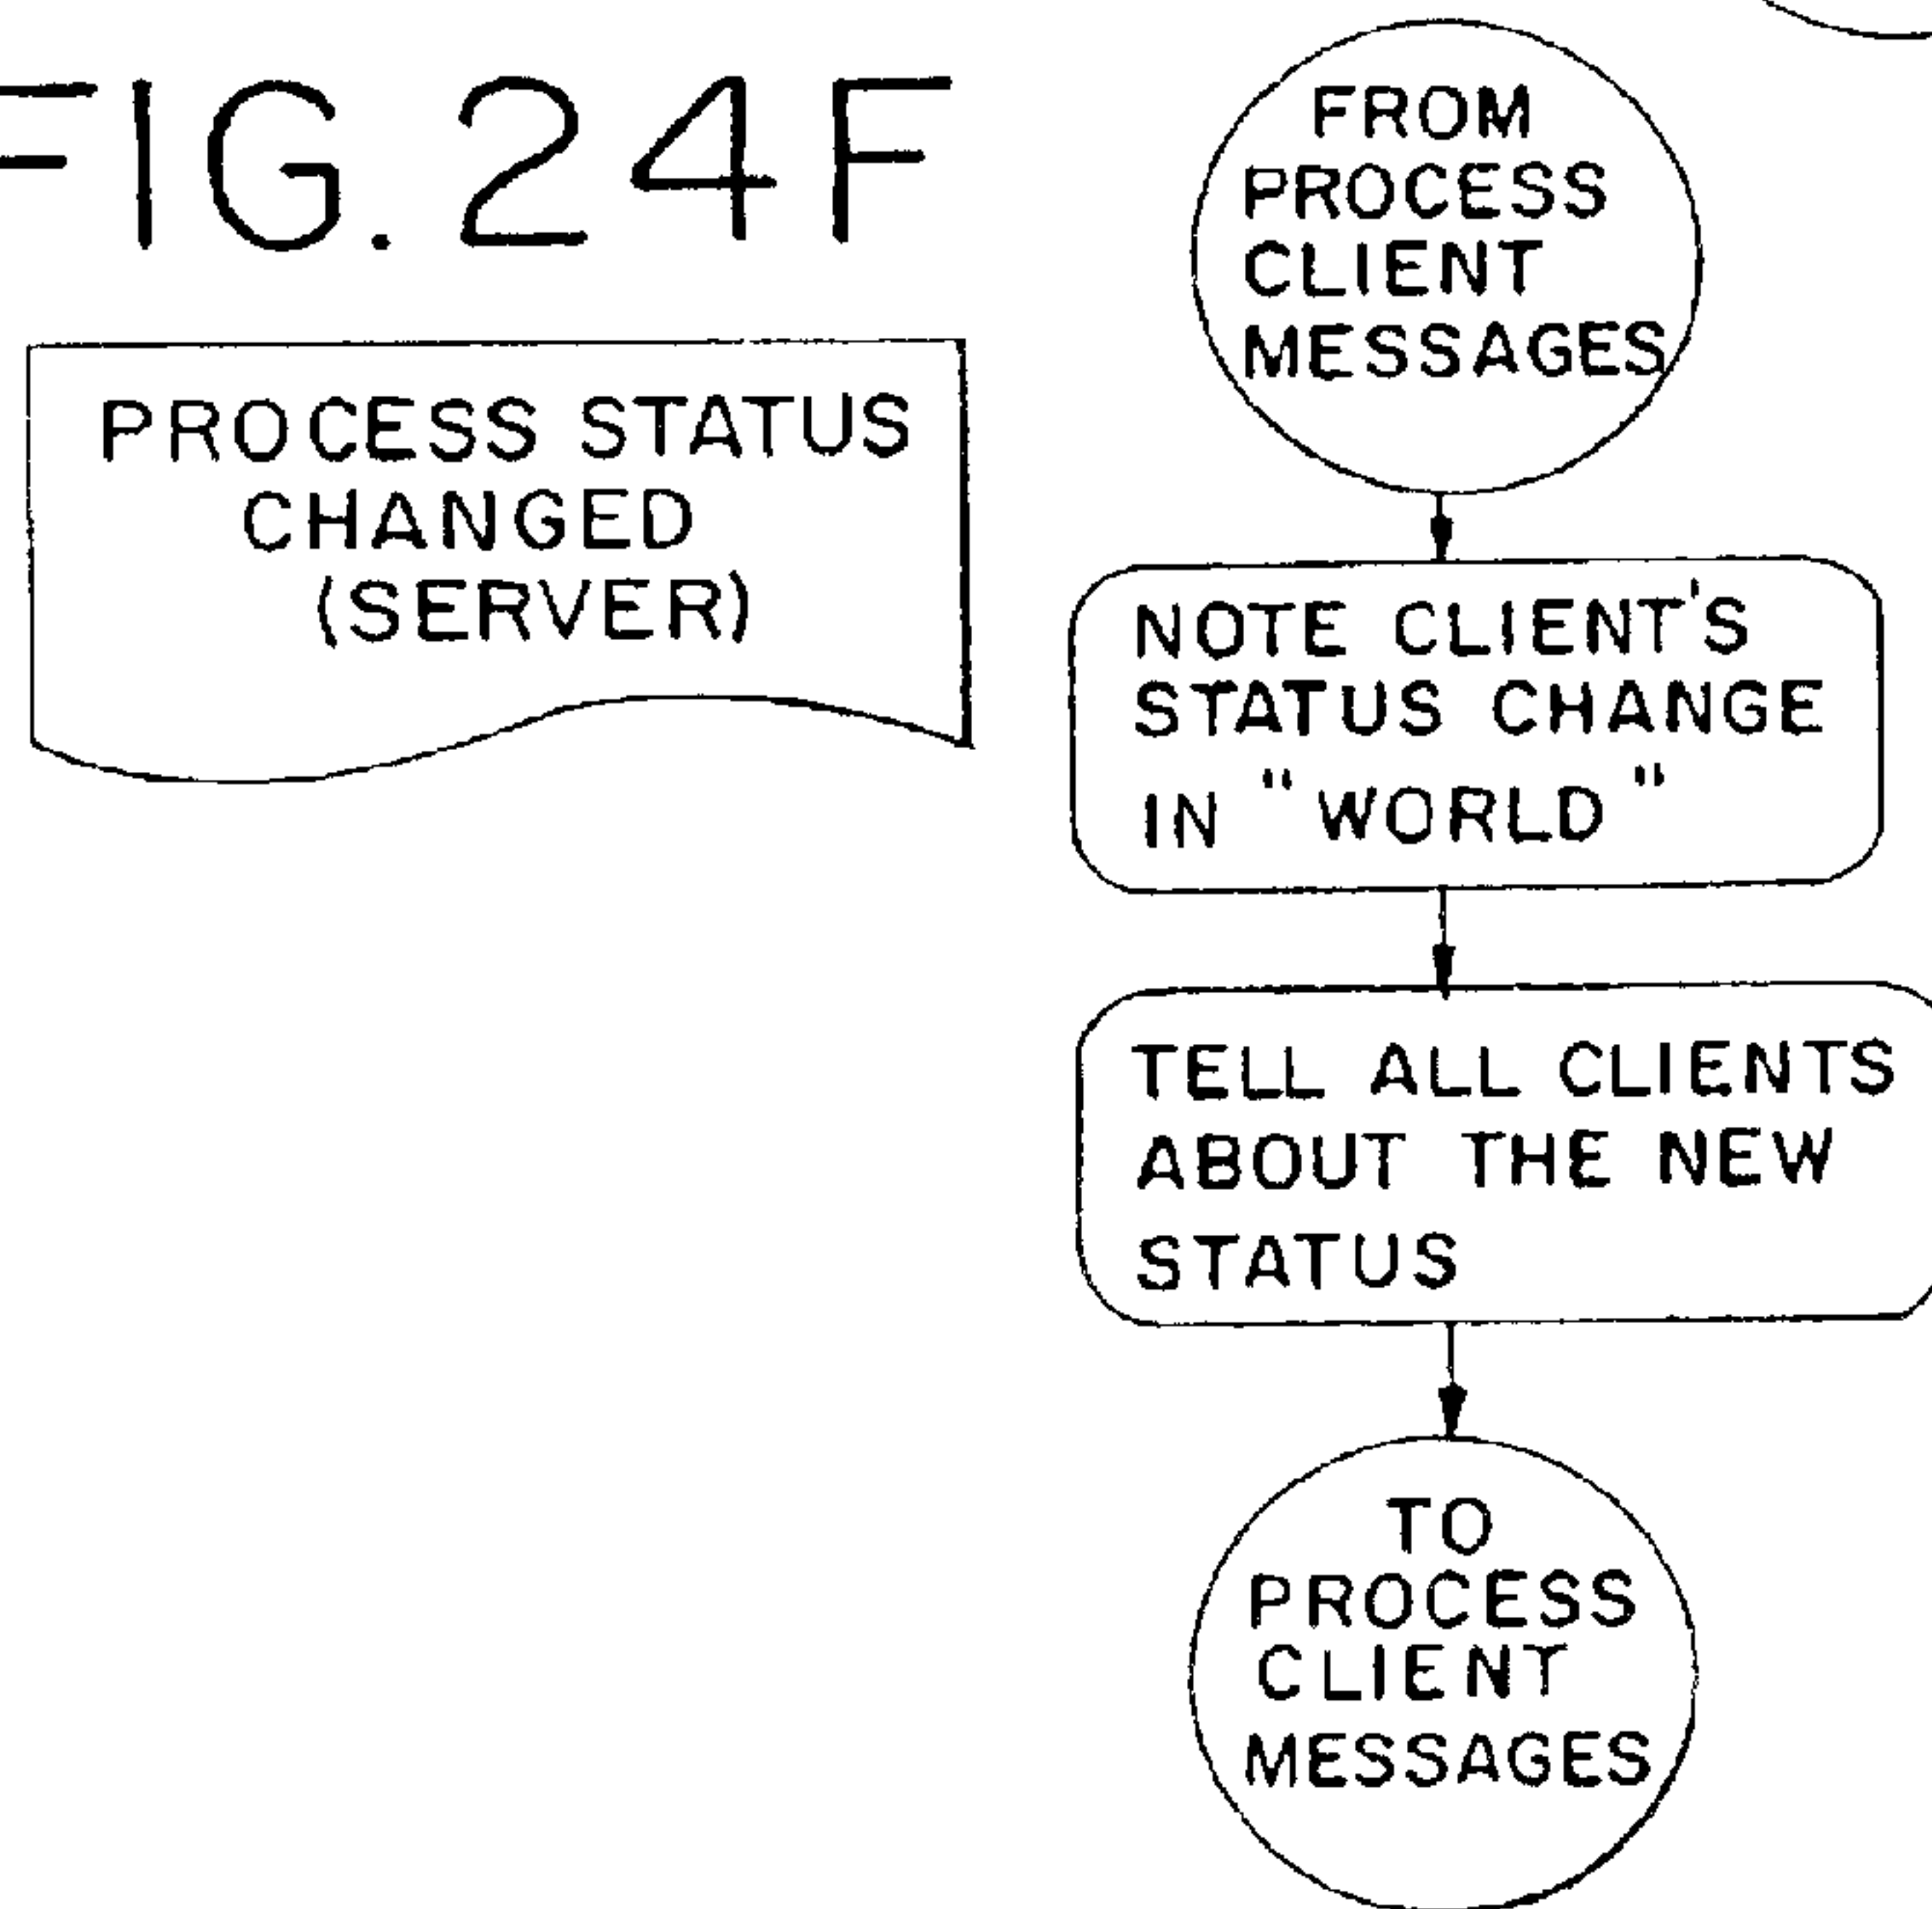 FIG. 24F
PROCESS STATUS
CHANGED
(SERVER)
FROM
PROCESS
CLIENT
MESSAGES
NOTE CLIENT'S
STATUS CHANGE
IN "WORLD"
TELL ALL CLIENTS
ABOUT THE NEW
STATUS
TO
PROCESS
CLIENT
MESSAGES